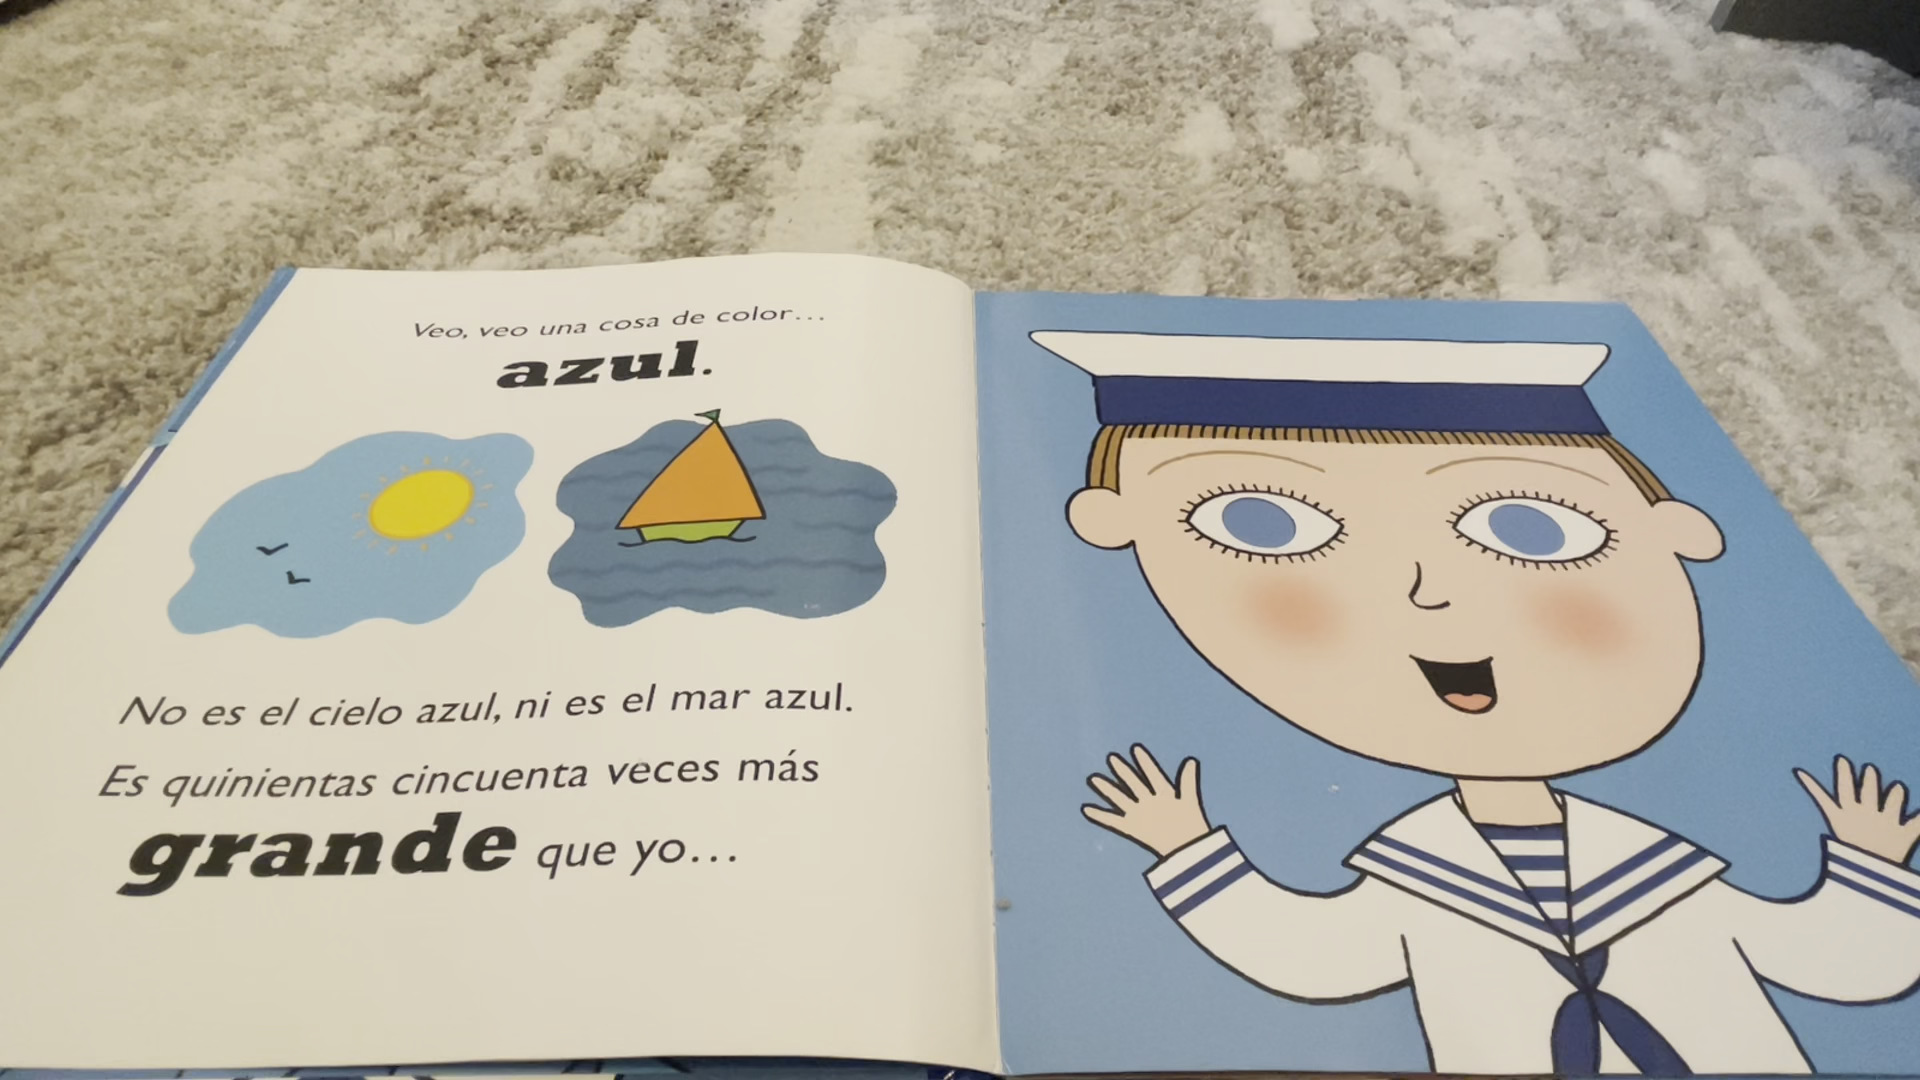 Veo, veo una cosa de color...
azul.
No es el cielo azul, ni es el mar azul.
Es quinientas cincuenta veces más
grande que yo...